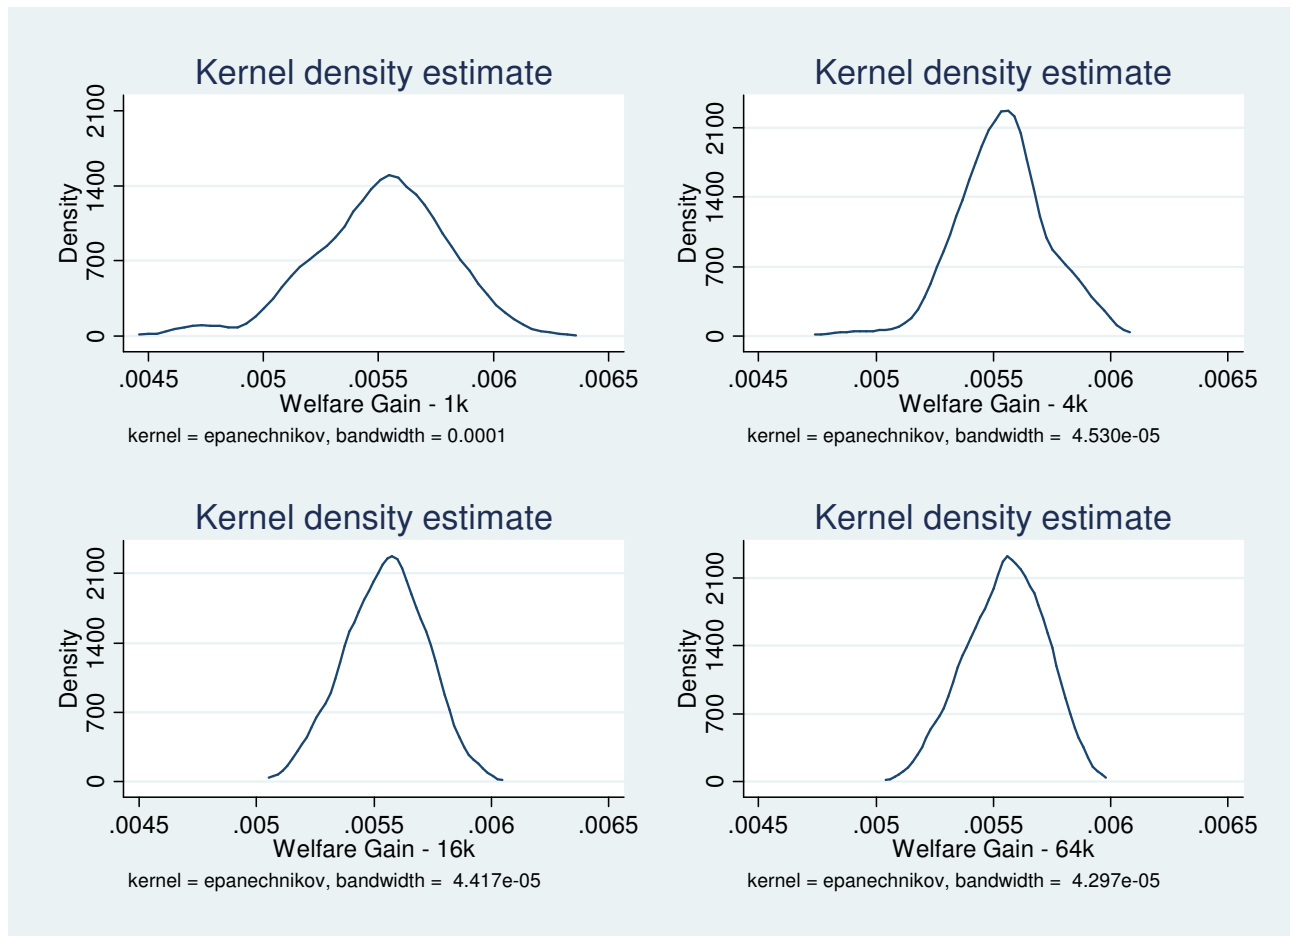 Kernel density estimate
Density
2100
1400
700
0
.0045 .005 .0055 .006 .0065
Welfare Gain - 1k
kernel = epanechnikov, bandwidth = 0.0001
Kernel density estimate
Density
2100
1400
700
0
.0045 .005 .0055 .006 .0065
Welfare Gain - 4k
kernel = epanechnikov, bandwidth = 4.530e-05
Kernel density estimate
Density
2100
1400
700
0
.0045 .005 .0055 .006 .0065
Welfare Gain - 16k
kernel = epanechnikov, bandwidth = 4.417e-05
Kernel density estimate
Density
2100
1400
700
0
.0045 .005 .0055 .006 .0065
Welfare Gain - 64k
kernel = epanechnikov, bandwidth = 4.297e-05